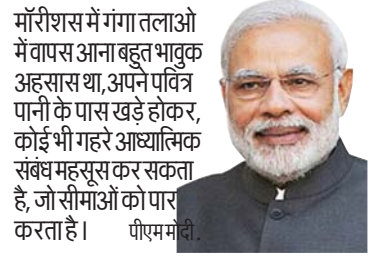 मॉरीशस में गंगा तलाओ
में वापस आना बहुत भावुक
अहसास था,अपने पवित्र
पानी के पास खड़े होकर,
कोई भी गहरे आध्यात्मिक
संबंध महसूस कर सकता
है, जो सीमाओं को पार
करता है। पीएम मोदी .